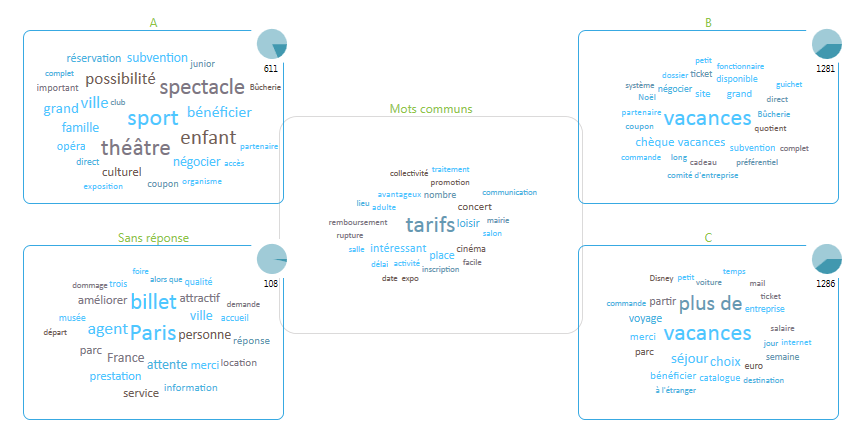 A
réservation subvention junior
complet
important possibilité spectacle Bûcherie
611
grand ville club sport bénéficier
famille théâtre enfant partenaire
opéra
direct culturel négocier accès
exposition coupon organisme
B
petit fonctionnaire
dossier ticket disponible
système négocier site grand guichet
Noël direct
1281
partenaire vacances Bûcherie
coupon quotient
chèque vacances subvention complet
commande long cadeau préférentiel
comité d'entreprise
Mots communs
collectivité traitement
promotion
avantageux nombre communication
lieu adulte concert
remboursement tarifs loisir mairie
rupture salon
salle intéressant place cinéma
délai activité facile
inscription
date expo
Sans réponse
foire
dommage trois alors que qualité
108
améliorer billet attractif demande
musée ville accueil
départ agent Paris personne réponse
parc France attente merci location
prestation information
service
C
Disney petit temps
voiture mail
1286
commande partir plus de ticket
entreprise
voyage salaire
merci vacances jour internet
parc séjour choix semaine
euro
bénéficier catalogue destination
à l'étranger